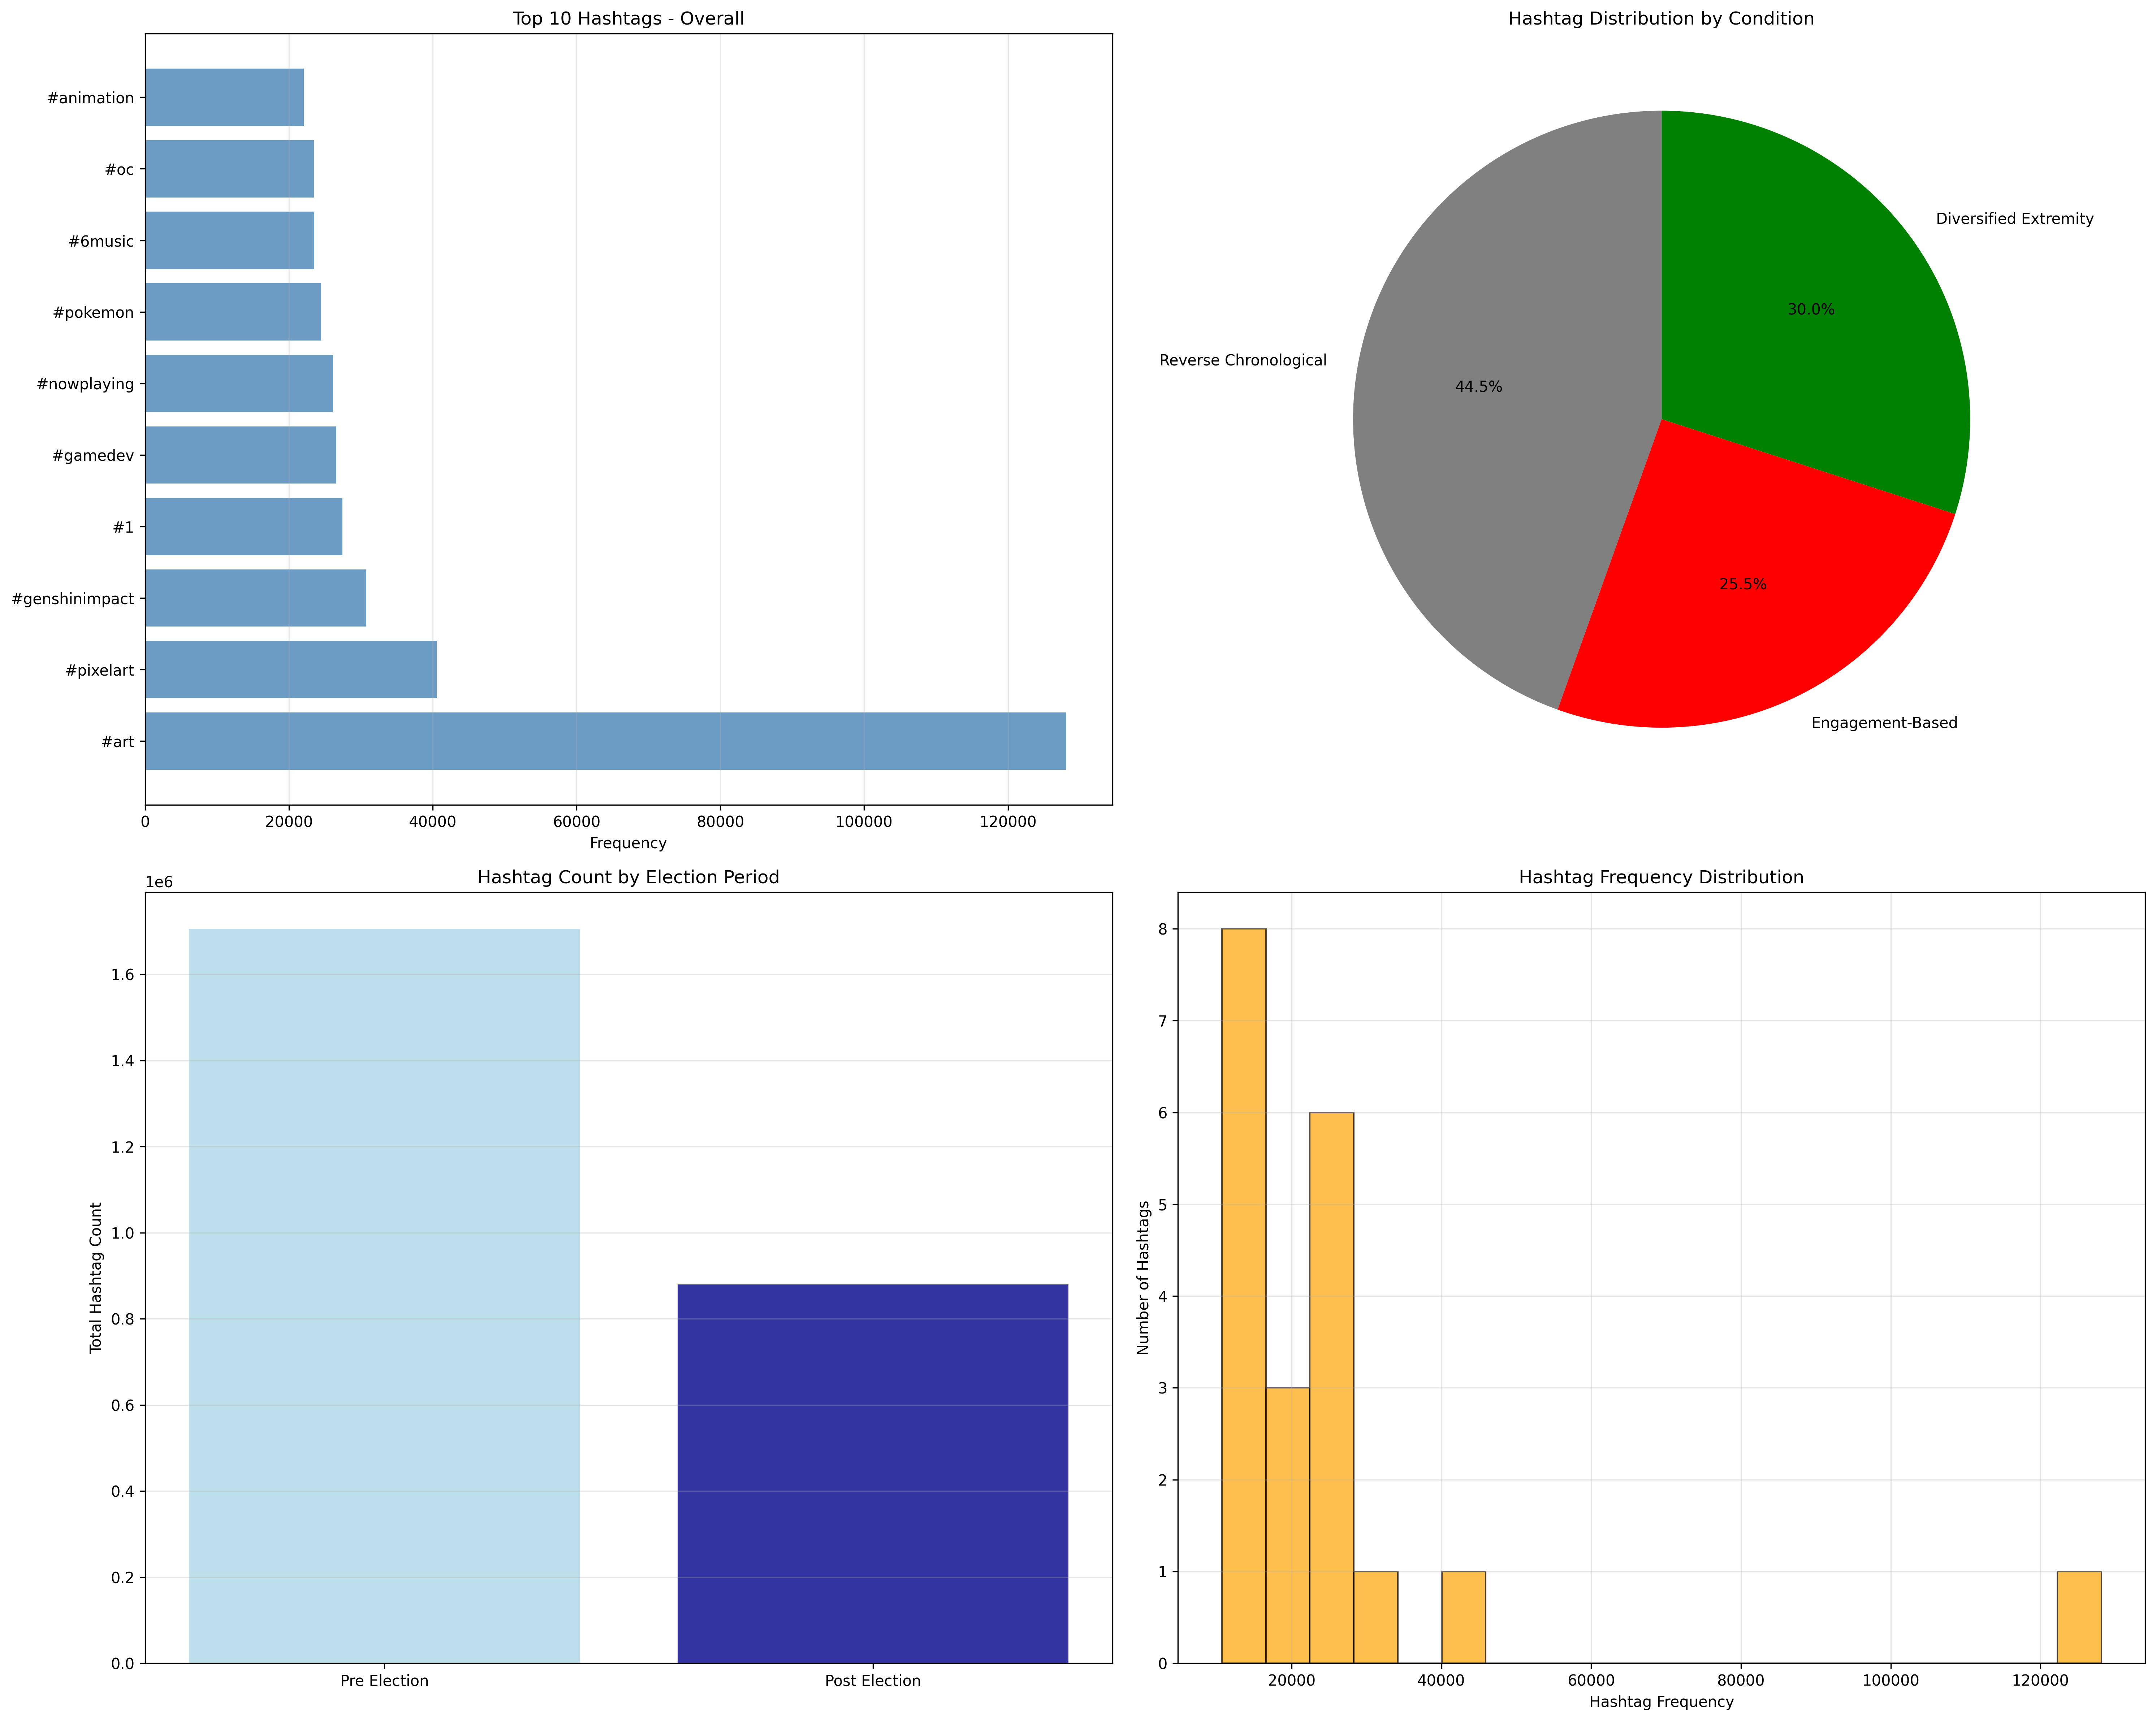 Top 10 Hashtags - Overall
#animation
#oc
#6music
#pokemon
#nowplaying
#gamedev
#1
#genshinimpact
#pixelart
#art
0 20000 40000 60000 80000 100000 120000
Frequency
Hashtag Distribution by Condition
Diversified Extremity
30.0%
Reverse Chronological
44.5%
25.5%
Engagement-Based
Hashtag Count by Election Period
1e6
Total Hashtag Count
1.6
1.4
1.2
1.0
0.8
0.6
0.4
0.2
0.0
Pre Election Post Election
Hashtag Frequency Distribution
Number of Hashtags
8
7
6
5
4
3
2
1
0
20000 40000 60000 80000 100000 120000
Hashtag Frequency